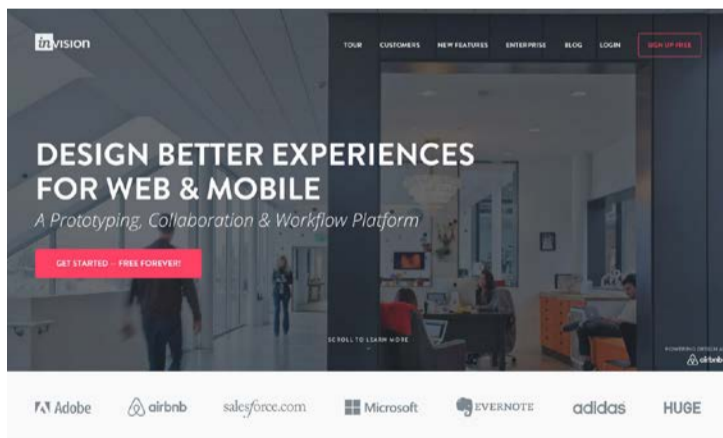 invision
TOUR CUSTOMERS NEW FEATURES ENTERPRISE BLOG LOGIN SIGN UP FREE
DESIGN BETTER EXPERIENCES
FOR WEB & MOBILE
A Prototyping, Collaboration & Workflow Platform
GET STARTED — FREE FOREVER!
SCROLL TO LEARN MORE
POWERING DESIGN A
airbnb
Adobe airbnb salesforce.com Microsoft EVERNOTE adidas HUGE